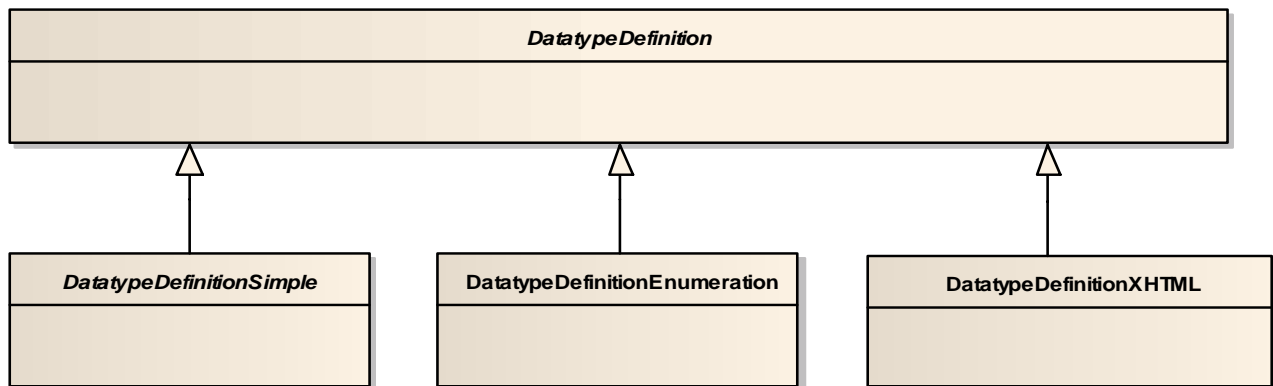 DatatypeDefinition
DatatypeDefinitionSimple
DatatypeDefinitionEnumeration
DatatypeDefinitionXHTML